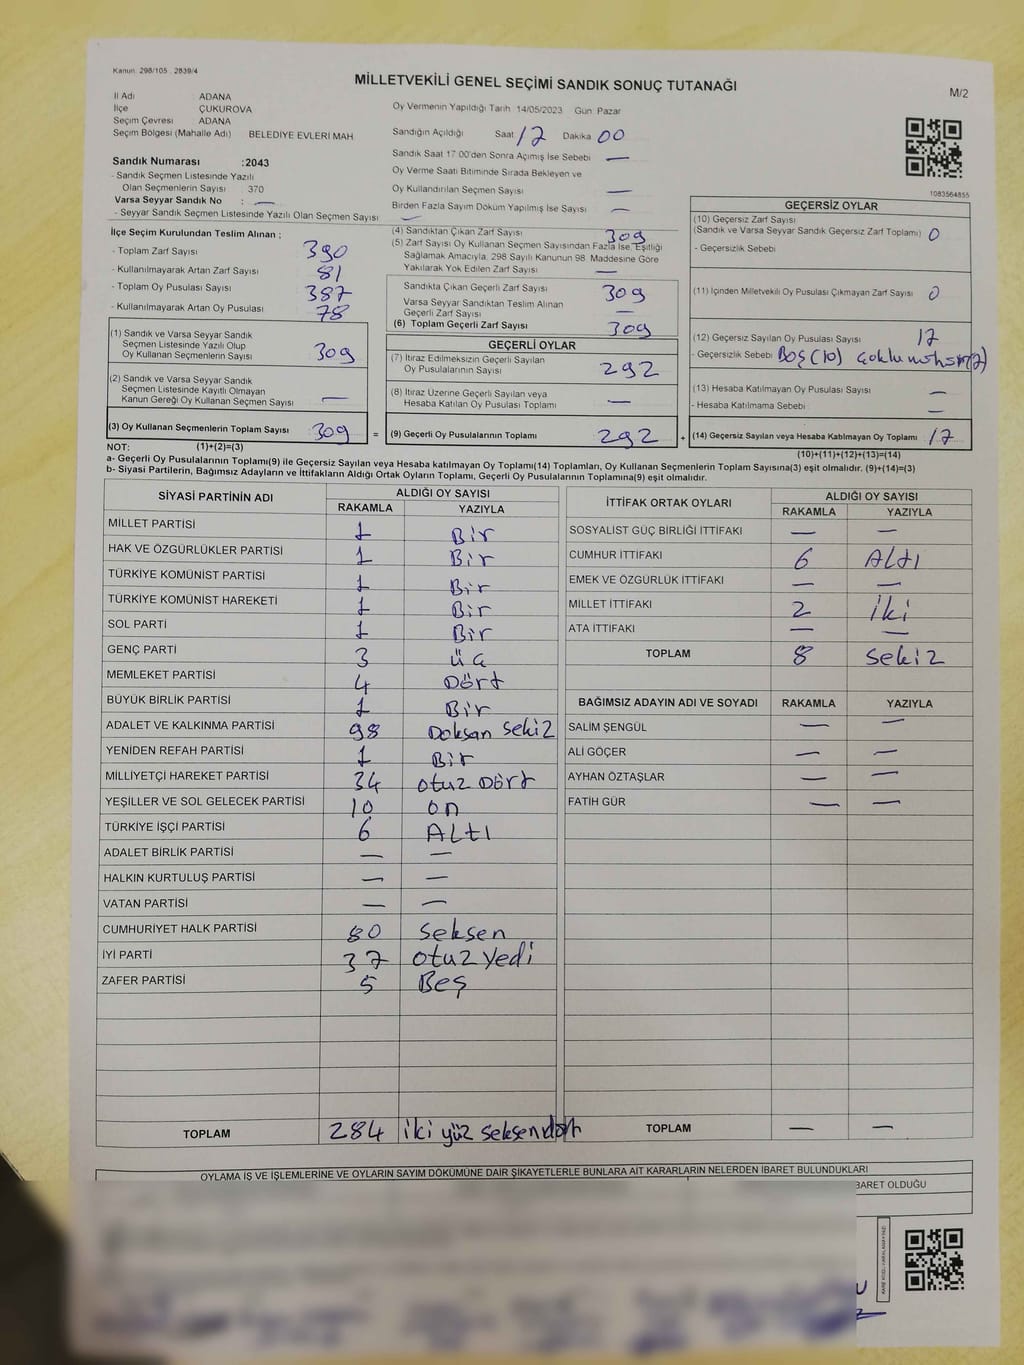 Kanun: 298/105 . 2839/4
MİLLETVEKİLİ GENEL SEÇİMİ SANDIK SONUÇ TUTANAĞI
M/2
İl Adı ADANA
İlçe ÇUKUROVA
Seçim Çevresi ADANA
Seçim Bölgesi (Mahalle Adı) BELEDİYE EVLERİ MAH
Sandık Numarası :2043
- Sandık Seçmen Listesinde Yazılı
Olan Seçmenlerin Sayısı : 370
Varsa Seyyar Sandık No : —
- Seyyar Sandık Seçmen Listesinde Yazılı Olan Seçmen Sayısı —
Oy Vermenin Yapıldığı Tarih 14/05/2023 Gün Pazar
Sandığın Açıldığı Saat 17 Dakika 00
Sandık Saat 17 00'den Sonra Açımış İse Sebebi —
Oy Verme Saati Bitiminde Sırada Bekleyen ve
Oy Kullandırılan Seçmen Sayısı —
Birden Fazla Sayım Döküm Yapılmış İse Sayısı —
1083564855
İlçe Seçim Kurulundan Teslim Alınan ;
- Toplam Zarf Sayısı 390
- Kullanılmayarak Artan Zarf Sayısı 81
- Toplam Oy Pusulası Sayısı 387
- Kullanılmayarak Artan Oy Pusulası 78
(1) Sandık ve Varsa Seyyar Sandık
Seçmen Listesinde Yazılı Olup
Oy Kullanan Seçmenlerin Sayısı 309
(2) Sandık ve Varsa Seyyar Sandık
Seçmen Listesinde Kayıtlı Olmayan
Kanun Gereği Oy Kullanan Seçmen Sayısı —
(3) Oy Kullanan Seçmenlerin Toplam Sayısı 309 =
(4) Sandıktan Çıkan Zarf Sayısı 309
(5) Zarf Sayısı Oy Kullanan Seçmen Sayısından Fazla İse, Eşitliği
Sağlamak Amacıyla, 298 Sayılı Kanunun 98. Maddesine Göre
Yakılarak Yok Edilen Zarf Sayısı —
Sandıkta Çıkan Geçerli Zarf Sayısı 309
Varsa Seyyar Sandıktan Teslim Alınan
Geçerli Zarf Sayısı —
(6) Toplam Geçerli Zarf Sayısı 309
GEÇERLİ OYLAR
(7) İtiraz Edilmeksizin Geçerli Sayılan
Oy Pusulalarının Sayısı 292
(8) İtiraz Üzerine Geçerli Sayılan veya
Hesaba Katılan Oy Pusulası Toplamı —
(9) Geçerli Oy Pusulalarının Toplamı 292 +
GEÇERSİZ OYLAR
(10) Geçersiz Zarf Sayısı
(Sandık ve Varsa Seyyar Sandık Geçersiz Zarf Toplamı) 0
- Geçersizlik Sebebi
(11) İçinden Milletvekili Oy Pusulası Çıkmayan Zarf Sayısı 0
(12) Geçersiz Sayılan Oy Pusulası Sayısı 17
- Geçersizlik Sebebi Boş(10)
(13) Hesaba Katılmayan Oy Pusulası Sayısı —
- Hesaba Katılmama Sebebi —
(14) Geçersiz Sayılan veya Hesaba Katılmayan Oy Toplamı 17
NOT: (1)+(2)=(3) (10)+(11)+(12)+(13)=(14)
a- Geçerli Oy Pusulaları Toplamı(9) ile Geçersiz Sayılan veya Hesaba katılmayan Oy Toplamı(14) Toplamları, Oy Kullanan Seçmenlerin Toplam Sayısına(3) eşit olmalıdır. (9)+(14)=(3)
b- Siyasi Partilerin, Bağımsız Adayların ve İttifakların Aldığı Ortak Oyların Toplamı, Geçerli Oy Pusulalarının Toplamına(9) eşit olmalıdır.
SİYASİ PARTİNİN ADI ALDIĞI OY SAYISI
RAKAMLA YAZIYLA
MİLLET PARTİSİ 1 Bir
HAK VE ÖZGÜRLÜKLER PARTİSİ 1 Bir
TÜRKİYE KOMÜNİST PARTİSİ 1 Bir
TÜRKİYE KOMÜNİST HAREKETİ 1 Bir
SOL PARTİ 1 Bir
GENÇ PARTİ 3 üç
MEMLEKET PARTİSİ 4 Dört
BÜYÜK BİRLİK PARTİSİ 1 Bir
ADALET VE KALKINMA PARTİSİ 98 Doksan sekiz
YENİDEN REFAH PARTİSİ 1 Bir
MİLLİYETÇİ HAREKET PARTİSİ 34 otuz Dört
YEŞİLLER VE SOL GELECEK PARTİSİ 10 on
TÜRKİYE İŞÇİ PARTİSİ 6 ALtI
ADALET BİRLİK PARTİSİ — —
HALKIN KURTULUŞ PARTİSİ — —
VATAN PARTİSİ — —
CUMHURİYET HALK PARTİSİ 80 seksen
İYİ PARTİ 37 otuz yedi
ZAFER PARTİSİ 5 Beş
TOPLAM 284 iki yüz seksendört
İTTİFAK ORTAK OYLARI ALDIĞI OY SAYISI
RAKAMLA YAZIYLA
SOSYALİST GÜÇ BİRLİĞİ İTTİFAKI — —
CUMHUR İTTİFAKI 6 ALtı
EMEK VE ÖZGÜRLÜK İTTİFAKI — —
MİLLET İTTİFAKI 2 iki
ATA İTTİFAKI — —
TOPLAM 8 sekiz
BAĞIMSIZ ADAYIN ADI VE SOYADI RAKAMLA YAZIYLA
SALİM ŞENGÜL — —
ALİ GÖÇER — —
AYHAN ÖZTAŞLAR — —
FATİH GÜR — —
TOPLAM — —
OYLAMA İŞ VE İŞLEMLERİNE VE OYLARIN SAYIM DÖKÜMÜNE DAİR ŞİKAYETLERLE BUNLARA AİT KARARLARIN NELERDEN İBARET BULUNDUKLARI
BARET OLDUĞU